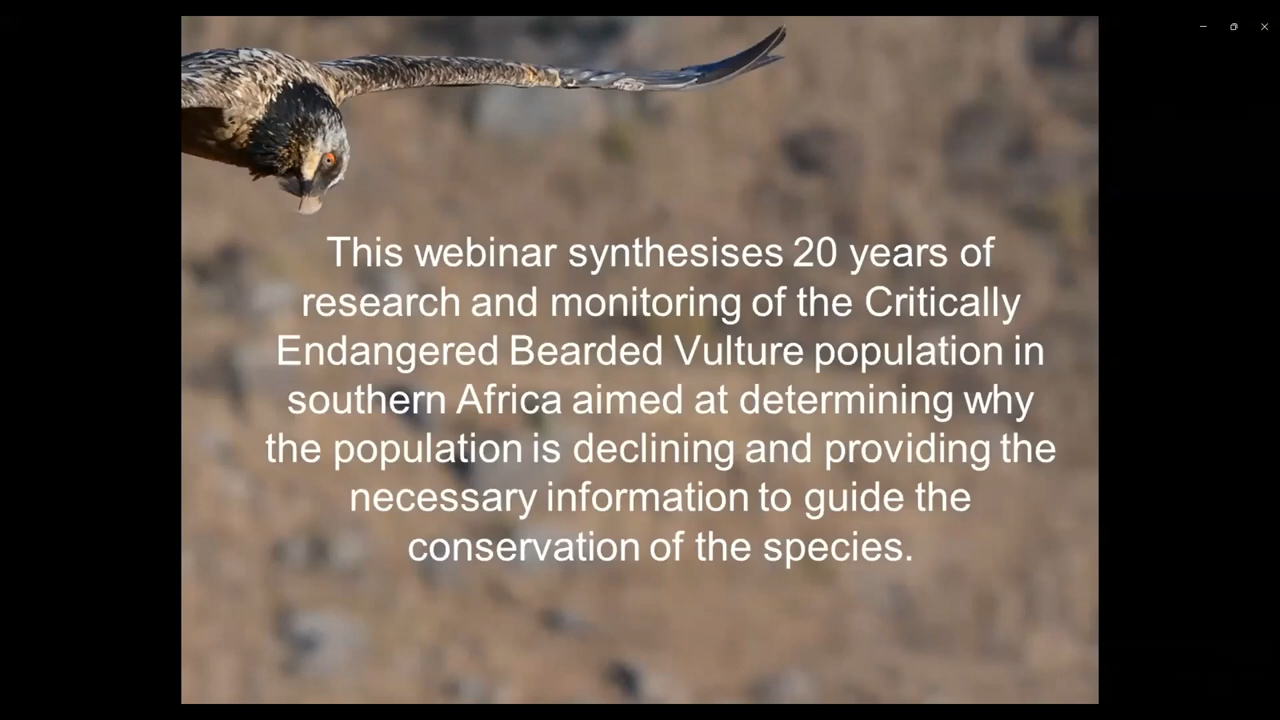 This webinar synthesises 20 years of
research and monitoring of the Critically
Endangered Bearded Vulture population in
southern Africa aimed at determining why
the population is declining and providing the
necessary information to guide the
conservation of the species.